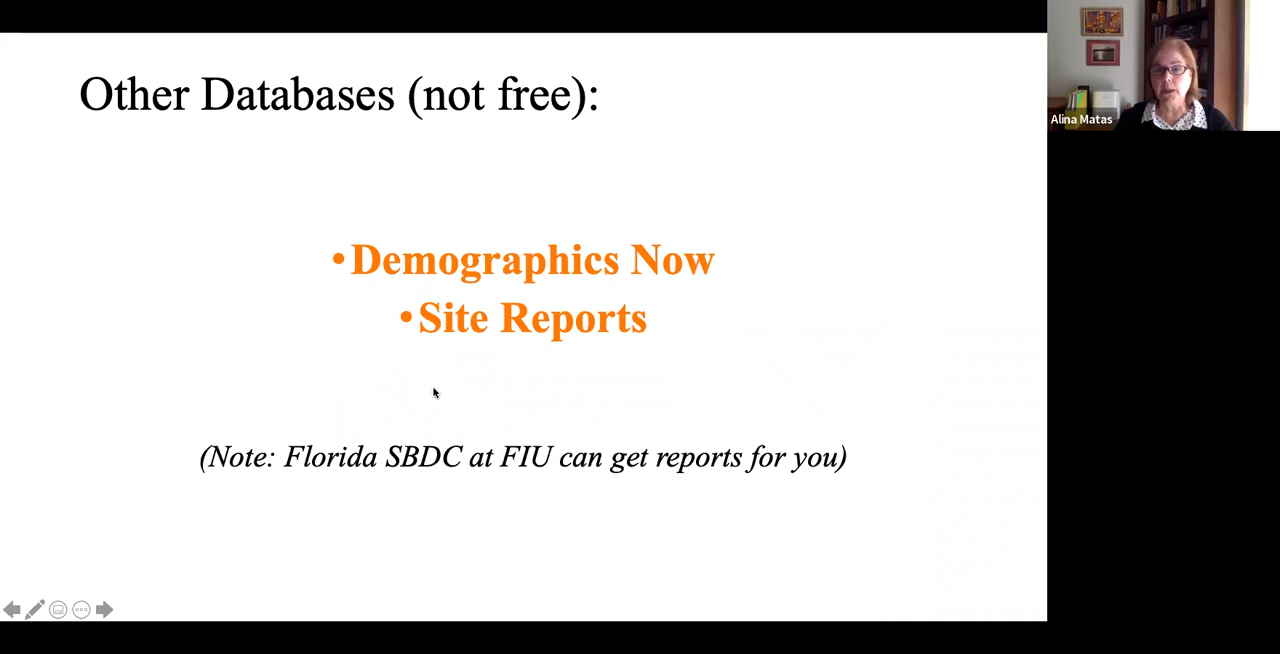 Other Databases (not free):
•Demographics Now
•Site Reports
(Note: Florida SBDC at FIU can get reports for you)
Alina Matas